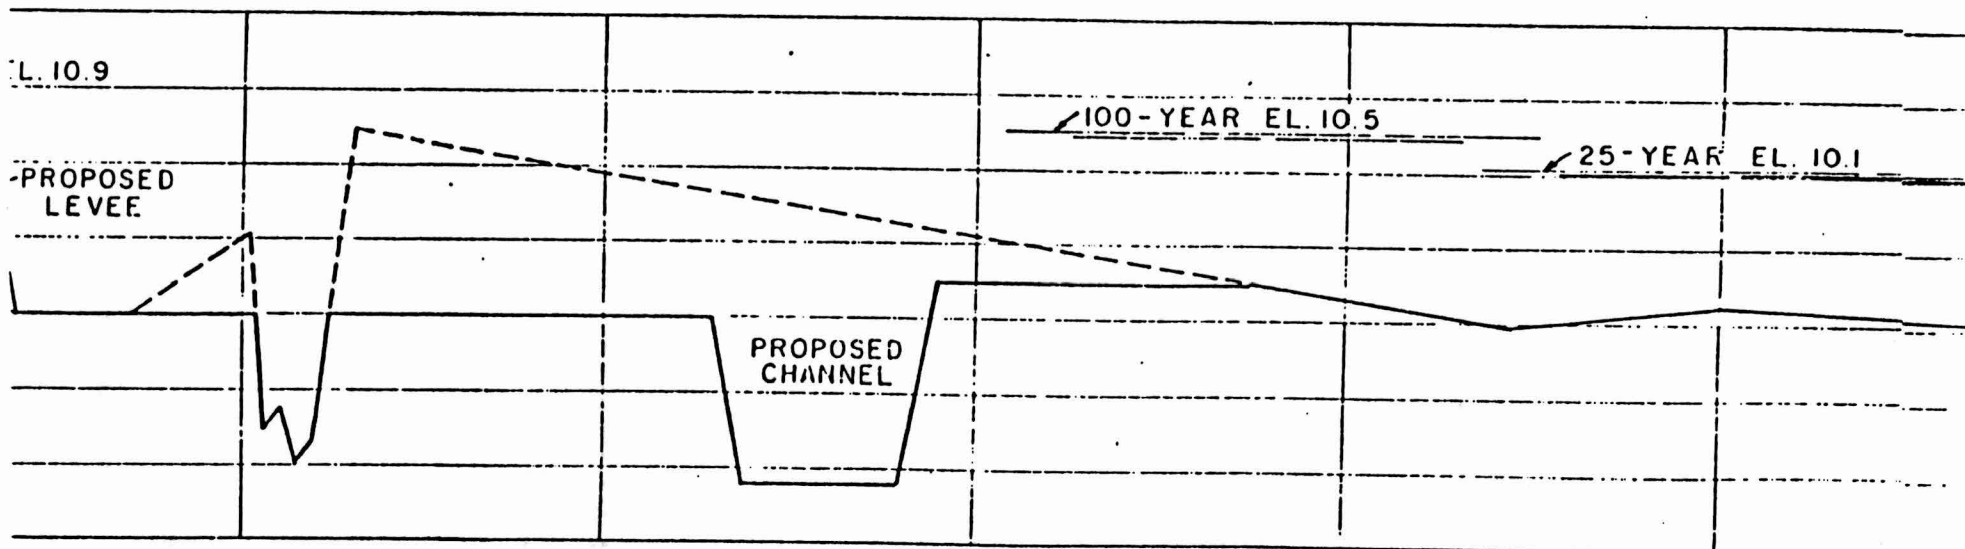 L. 10.9
PROPOSED
LEVEE
100-YEAR EL. 10.5
25-YEAR EL. 10.1
PROPOSED
CHANNEL